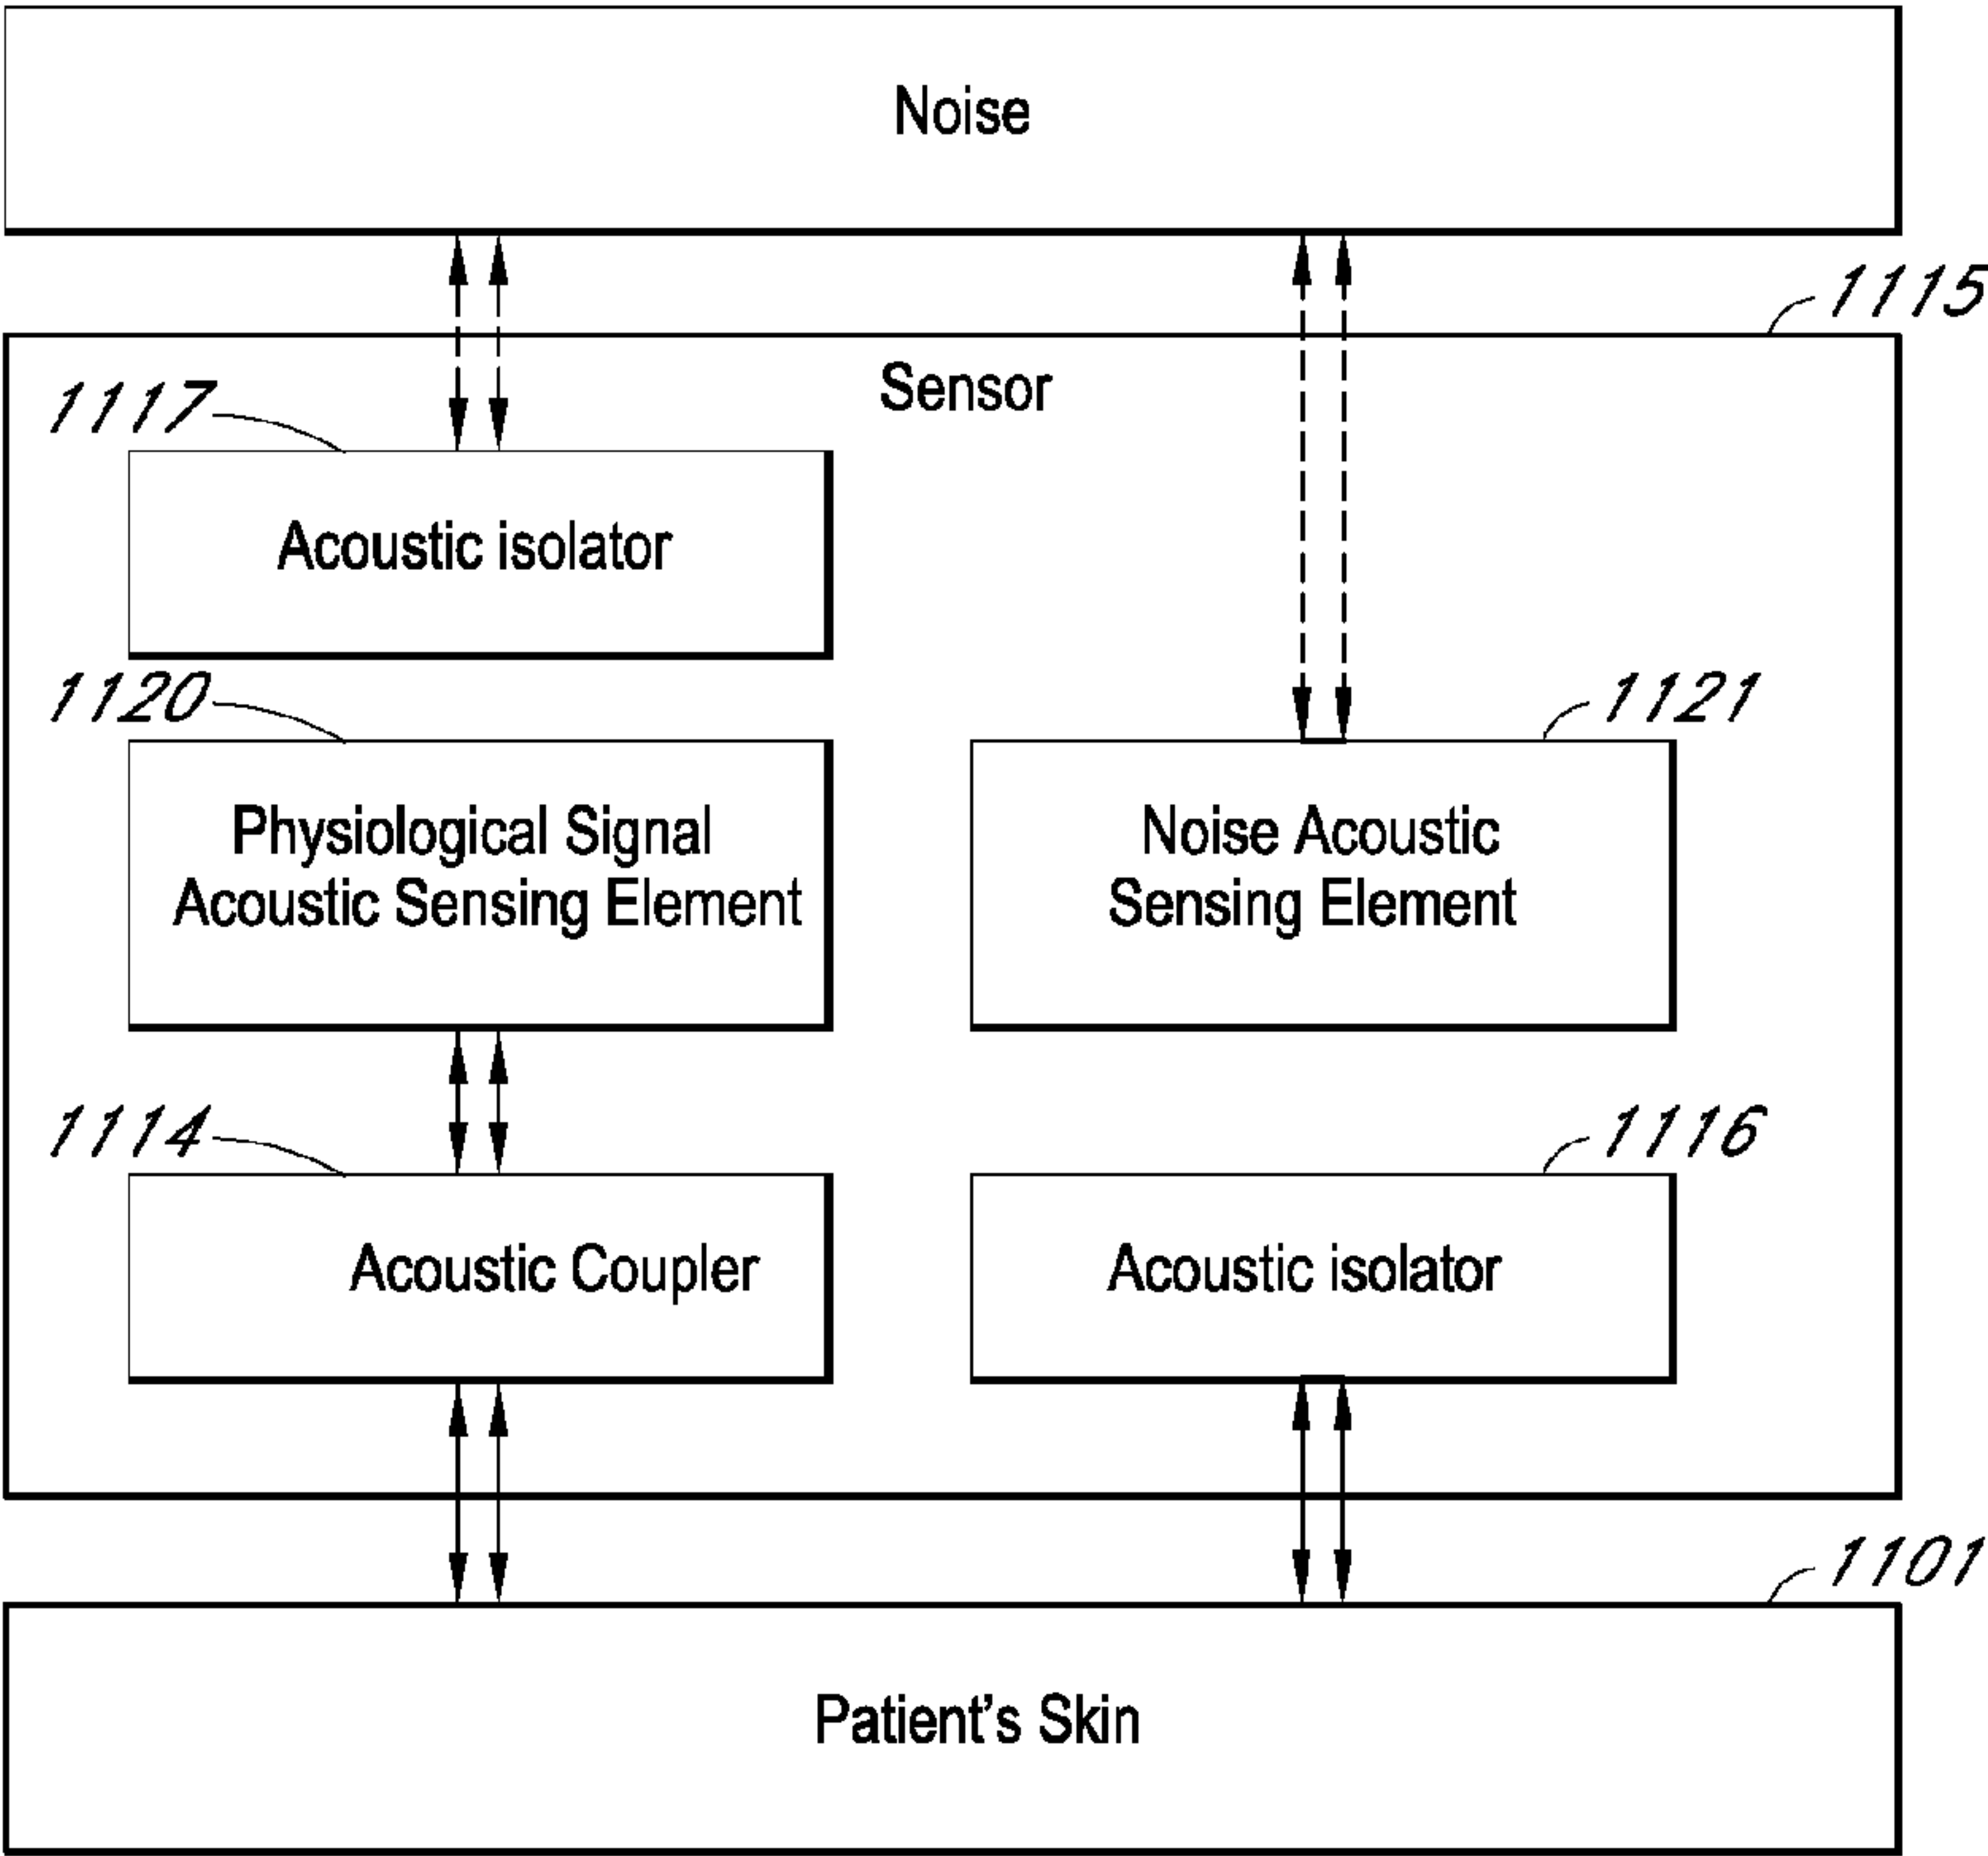 Noise
1115
Sensor
1117
Acoustic isolator
1120
1121
Physiological Signal
Acoustic Sensing Element
Noise Acoustic
Sensing Element
1114
1116
Acoustic Coupler
Acoustic isolator
1101
Patient's Skin